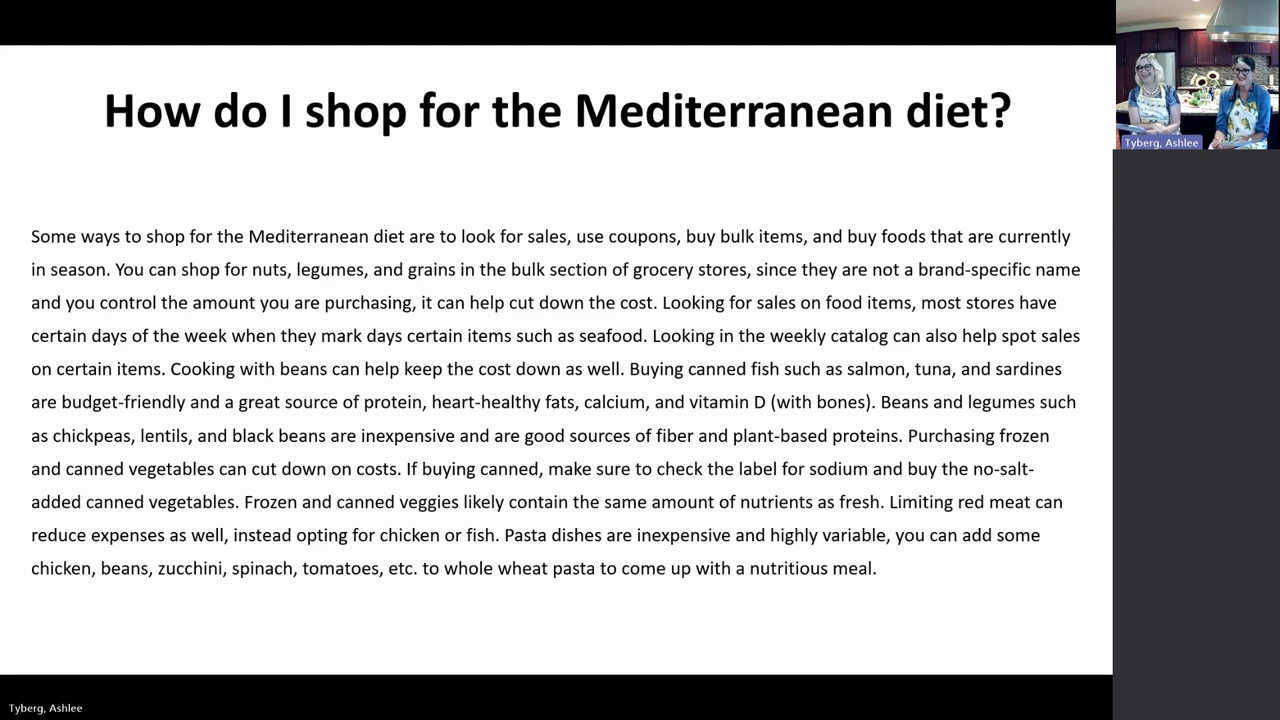 How do I shop for the Mediterranean diet?
Some ways to shop for the Mediterranean diet are to look for sales, use coupons, buy bulk items, and buy foods that are currently
in season. You can shop for nuts, legumes, and grains in the bulk section of grocery stores, since they are not a brand-specific name
and you control the amount you are purchasing, it can help cut down the cost. Looking for sales on food items, most stores have
certain days of the week when they mark days certain items such as seafood. Looking in the weekly catalog can also help spot sales
on certain items. Cooking with beans can help keep the cost down as well. Buying canned fish such as salmon, tuna, and sardines
are budget-friendly and a great source of protein, heart-healthy fats, calcium, and vitamin D (with bones). Beans and legumes such
as chickpeas, lentils, and black beans are inexpensive and are good sources of fiber and plant-based proteins. Purchasing frozen
and canned vegetables can cut down on costs. If buying canned, make sure to check the label for sodium and buy the no-salt-
added canned vegetables. Frozen and canned veggies likely contain the same amount of nutrients as fresh. Limiting red meat can
reduce expenses as well, instead opting for chicken or fish. Pasta dishes are inexpensive and highly variable, you can add some
chicken, beans, zucchini, spinach, tomatoes, etc. to whole wheat pasta to come up with a nutritious meal.
Tyberg, Ashlee
Tyberg, Ashlee